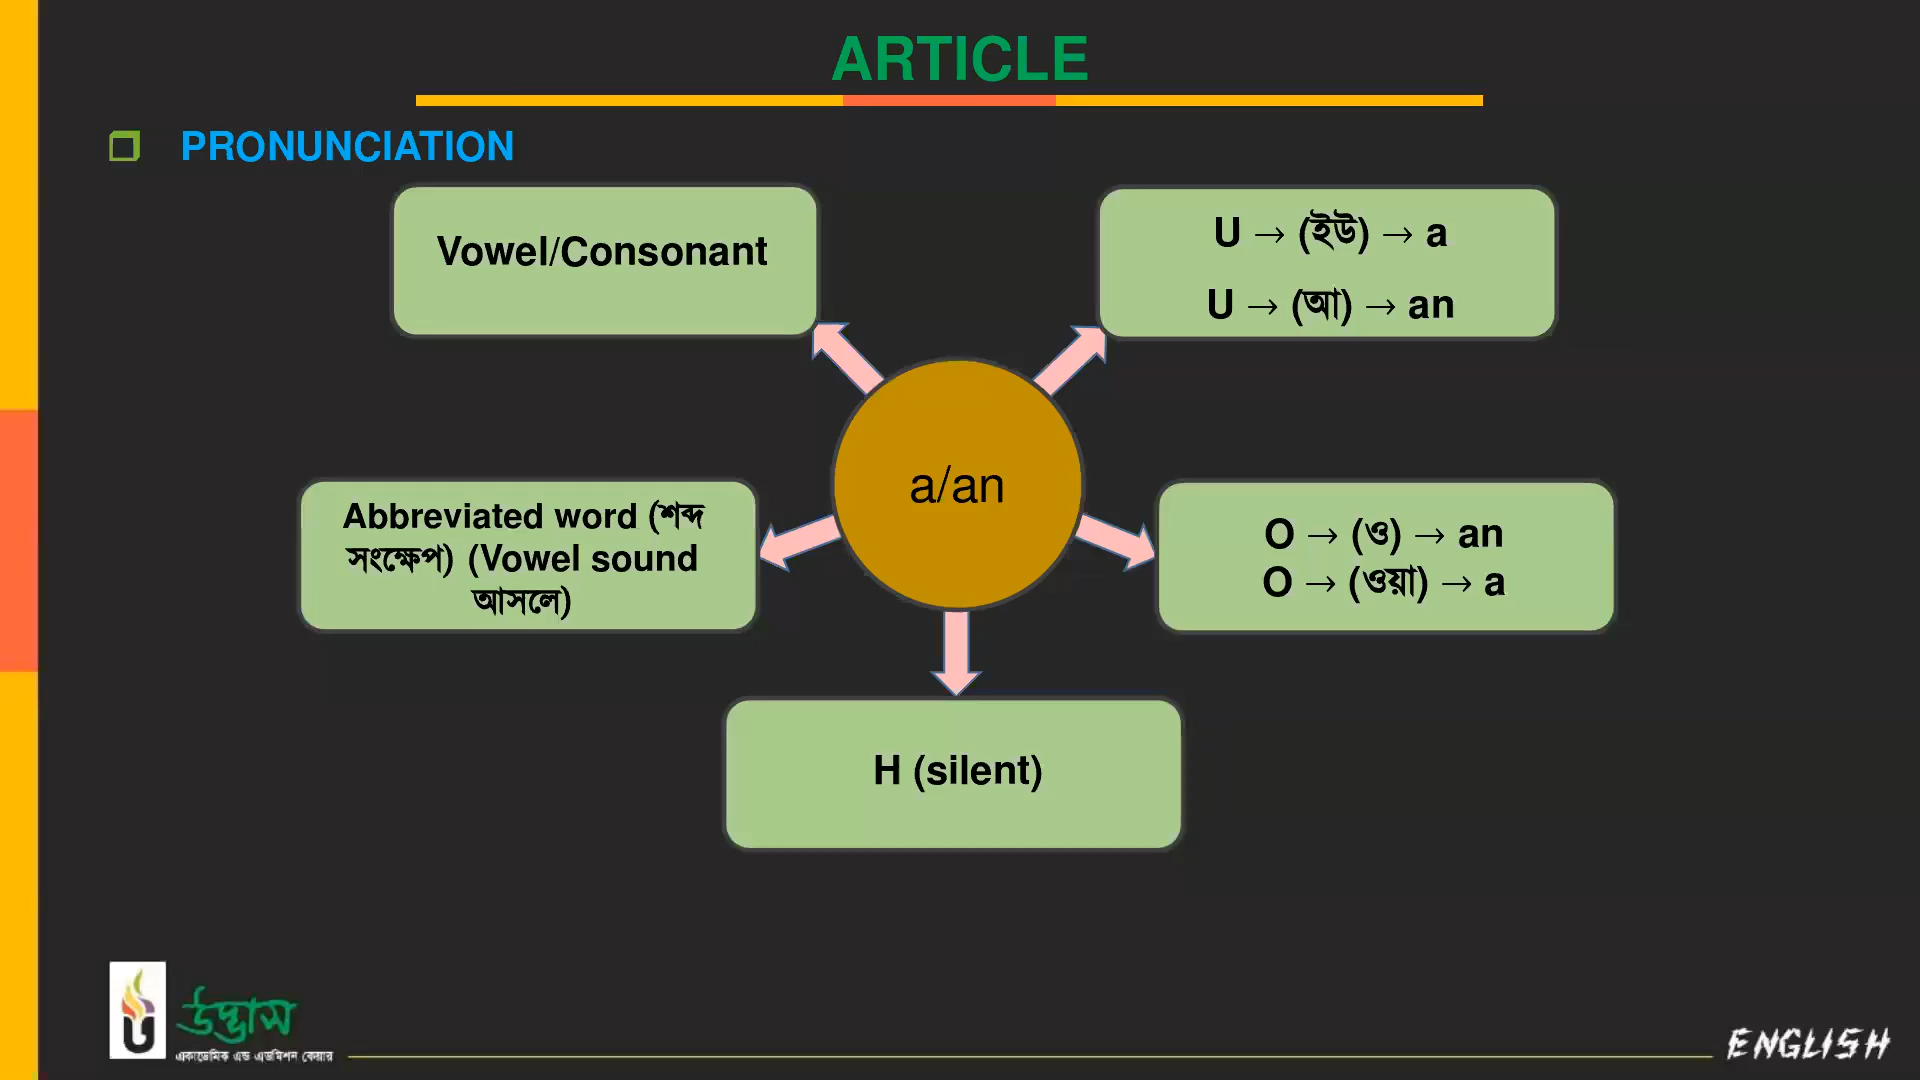 ARTICLE
PRONUNCIATION
Vowel/Consonant
U → (ইউ) → a
U → (আ) → an
a/an
Abbreviated word (শব্দ
সংক্ষেপ) (Vowel sound
আসলে)
O → (ও) → an
O → (ওয়া) → a
H (silent)
উদ্ভাস
একাডেমিক এন্ড এডমিশন কেয়ার
ENGLISH